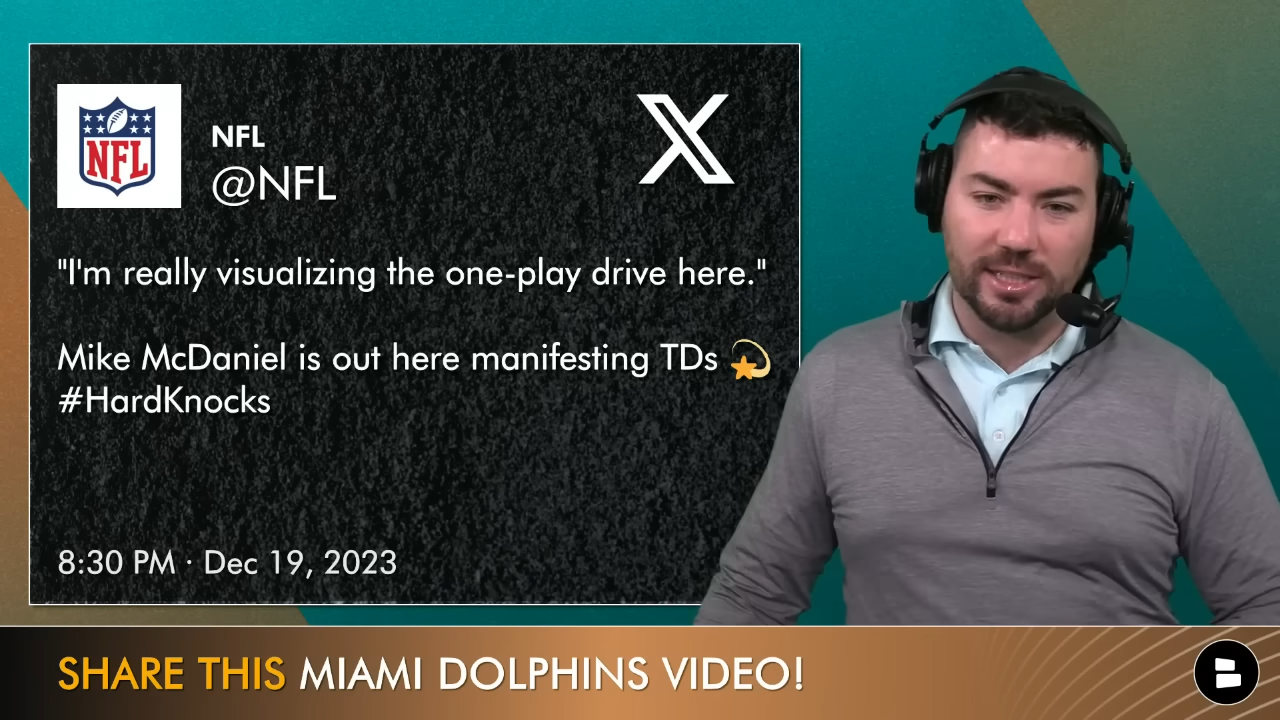 NFL
NFL
@NFL
"I'm really visualizing the one-play drive here."
Mike McDaniel is out here manifesting TDs 💫
#HardKnocks
8:30 PM · Dec 19, 2023
SHARE THIS MIAMI DOLPHINS VIDEO!